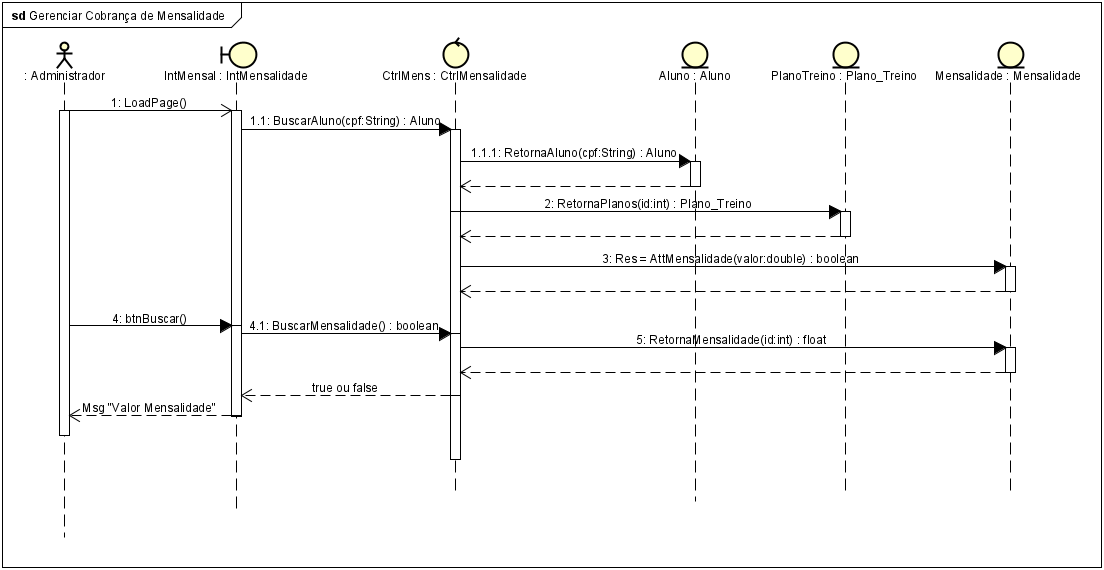 sd Gerenciar Cobrança de Mensalidade
: Administrador
IntMensal : IntMensalidade
CtrlMens : CtrlMensalidade
Aluno : Aluno
PlanoTreino : Plano_Treino
Mensalidade : Mensalidade
1: LoadPage()
1.1: BuscarAluno(cpf:String) : Aluno
1.1.1: RetornaAluno(cpf:String) : Aluno
2: RetornaPlanos(id:int) : Plano_Treino
3: Res = AttMensalidade(valor:double) : boolean
4: btnBuscar()
4.1: BuscarMensalidade() : boolean
5: RetornaMensalidade(id:int) : float
true ou false
Msg "Valor Mensalidade"